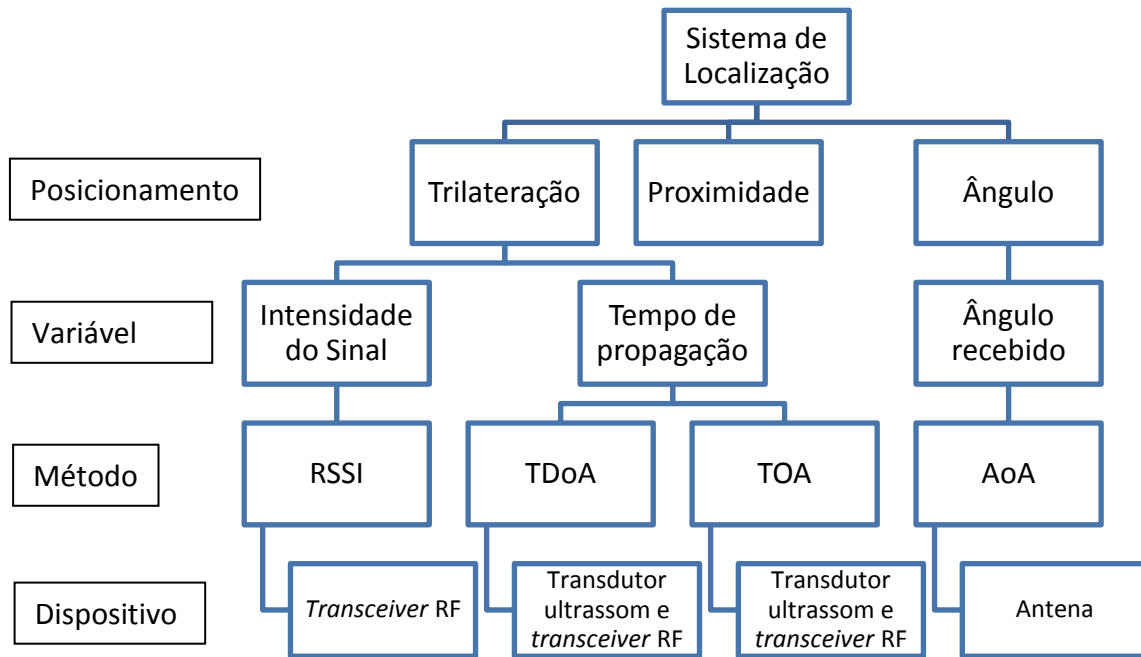 Sistema de
Localização
Posicionamento
Trilateração
Proximidade
Ângulo
Variável
Intensidade
do Sinal
Tempo de
propagação
Ângulo
recebido
Método
RSSI
TDoA
TOA
AoA
Dispositivo
Transceiver RF
Transdutor
ultrassom e
transceiver RF
Transdutor
ultrassom e
transceiver RF
Antena